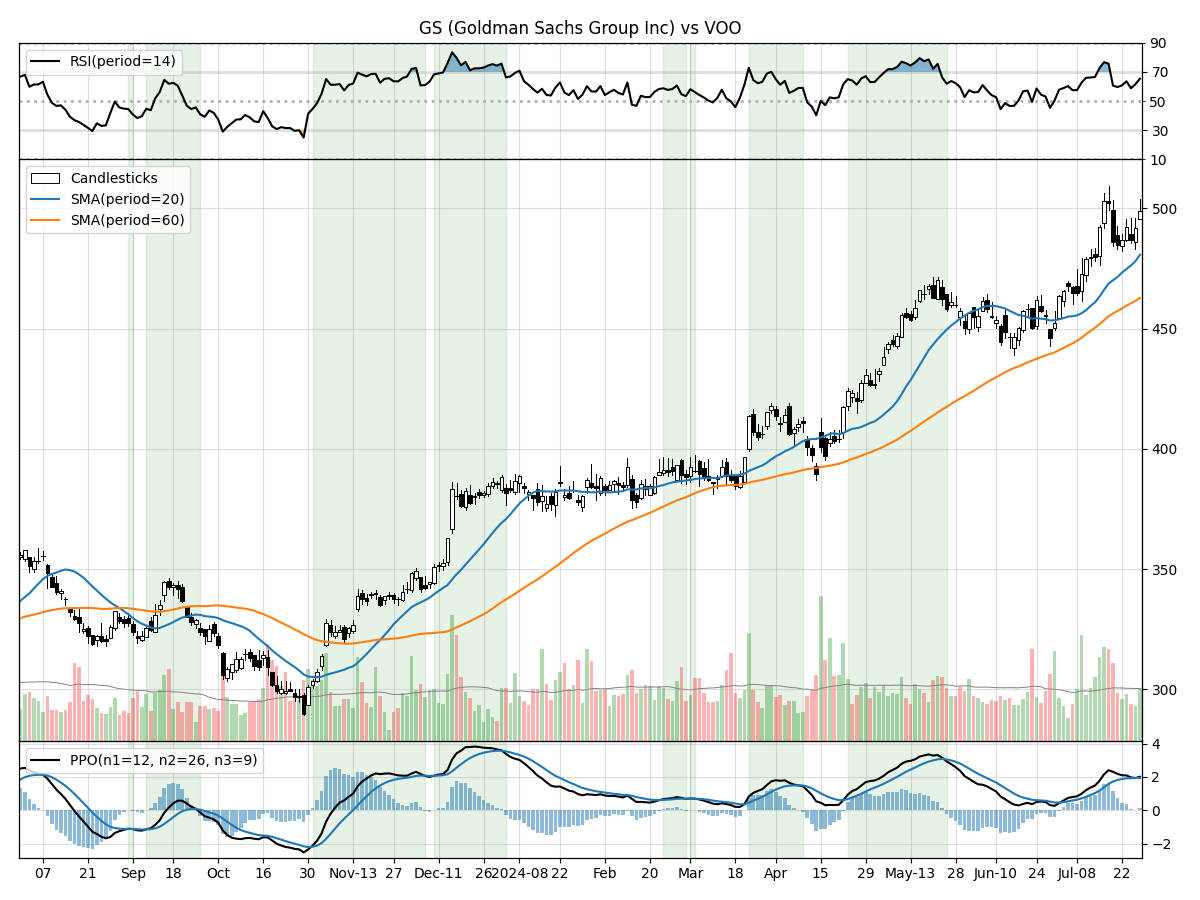 GS (Goldman Sachs Group Inc) vs VOO
RSI(period=14)
90
70
50
30
10
Candlesticks
SMA(period=20)
SMA(period=60)
500
450
400
350
300
PPO(n1=12, n2=26, n3=9)
4
2
0
−2
07 21 Sep 18 Oct 16 30 Nov-13 27 Dec-11 26 2024-08 22 Feb 20 Mar 18 Apr 15 29 May-13 28 Jun-10 24 Jul-08 22